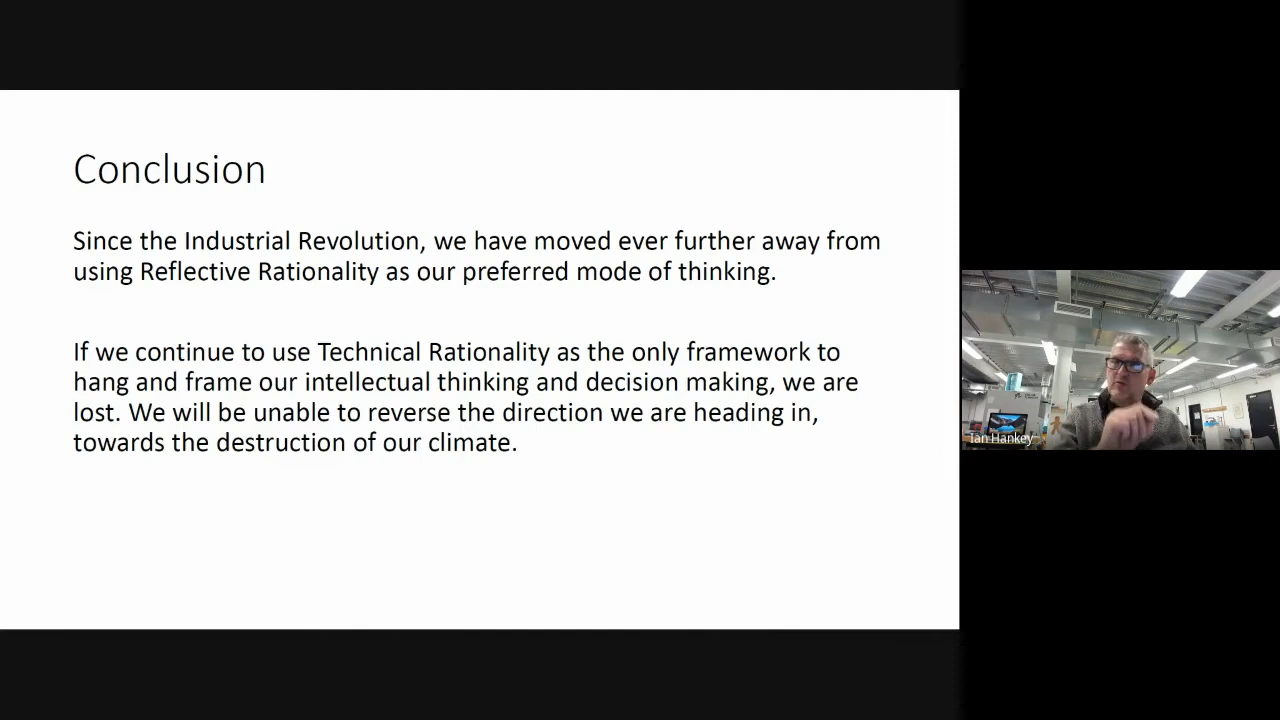 Conclusion
Since the Industrial Revolution, we have moved ever further away from
using Reflective Rationality as our preferred mode of thinking.
If we continue to use Technical Rationality as the only framework to
hang and frame our intellectual thinking and decision making, we are
lost. We will be unable to reverse the direction we are heading in,
towards the destruction of our climate.
Ian Hankey